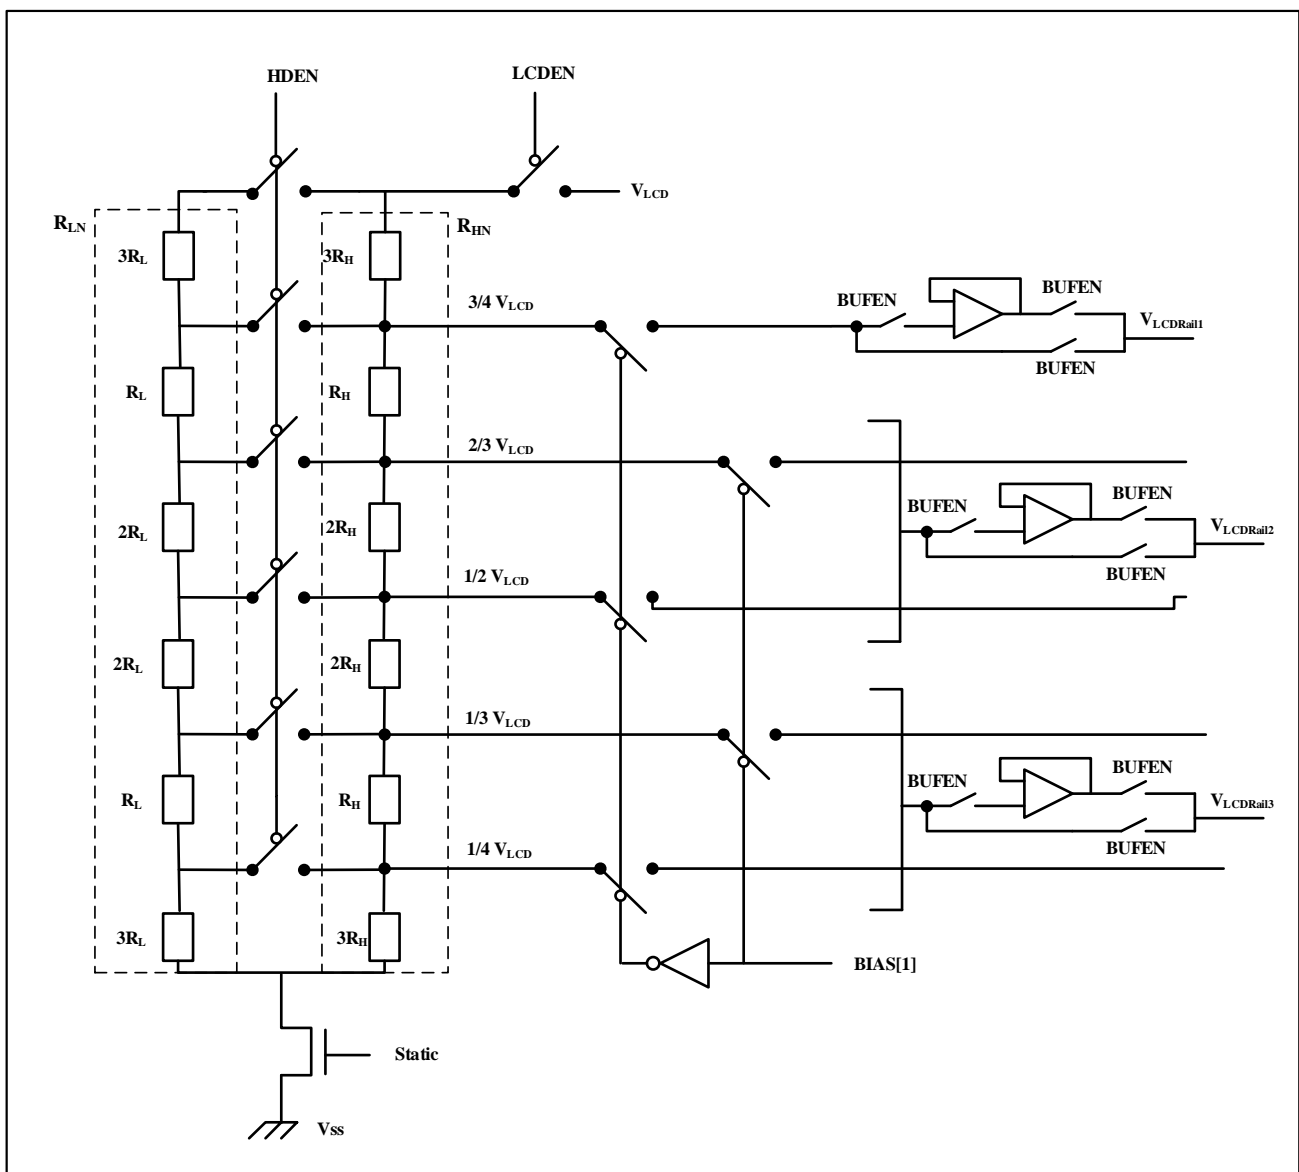 HDEN
LCDEN
VLCD
RLN
RHN
3RL
3RH
3/4 VLCD
BUFEN
BUFEN
VLCDRail1
BUFEN
RL
RH
2/3 VLCD
BUFEN
BUFEN
2RL
2RH
VLCDRail2
BUFEN
1/2 VLCD
2RL
2RH
1/3 VLCD
BUFEN
BUFEN
RL
RH
VLCDRail3
BUFEN
1/4 VLCD
3RL
3RH
BIAS[1]
Static
Vss